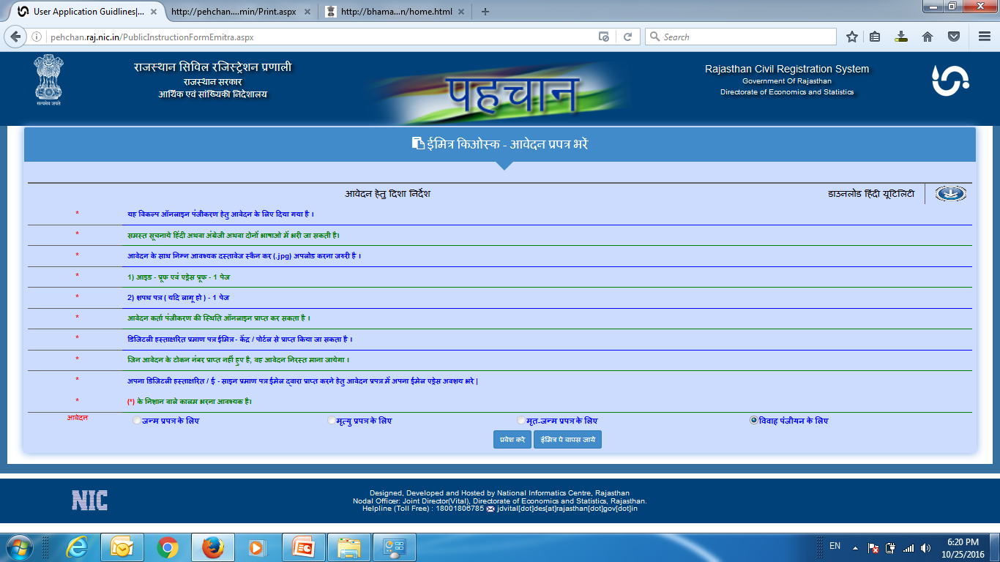 User Application Guidlines|...
http://pehchan....min/Print.aspx
http://bhama...n/home.html
pehchan.raj.nic.in/PublicInstructionFormEmitra.aspx
Search
राजस्थान सिविल रजिस्ट्रेशन प्रणाली
राजस्थान सरकार
आर्थिक एवं सांख्यिकी निदेशालय
सत्यमेव जयते
पहचान
Rajasthan Civil Registration System
Government Of Rajasthan
Directorate of Economics and Statistics
ईमित्र किओस्क - आवेदन प्रपत्र भरें
आवेदन हेतु दिशा निर्देश
डाउनलोड हिंदी यूटिलिटी
* यह विकल्प ऑनलाइन पंजीकरण हेतु आवेदन के लिए दिया गया है ।
* समस्त सूचनाये हिंदी अथवा अंग्रेजी अथवा दोनों भाषाओ में भरी जा सकती है।
* आवेदन के साथ निम्न आवश्यक दस्तावेज स्कैन कर (.jpg) अपलोड करना जरुरी है ।
* 1) आइड - प्रूफ एवं एड्रेस प्रूफ - 1 पेज
* 2) शपथ पत्र ( यदि लागू हो ) - 1 पेज
* आवेदन कर्ता पंजीकरण की स्थिति ऑनलाइन प्राप्त कर सकता है ।
* डिजिटली हस्ताक्षरित प्रमाण पत्र ईमित्र - केंद्र / पोर्टल से प्राप्त किया जा सकता है ।
* जिन आवेदन के टोकन नंबर प्राप्त नहीं हुए है, वह आवेदन निरस्त माना जायेगा ।
* अपना डिजिटली हस्ताक्षरित / ई - साइन प्रमाण पत्र ईमेल द्वारा प्राप्त करने हेतु आवेदन प्रपत्र में अपना ईमेल एड्रेस अवशय भरे |
* (*) के निशान वाले कालम भरना आवश्यक है।
आवेदन जन्म प्रपत्र के लिए मृत्यु प्रपत्र के लिए मृत-जन्म प्रपत्र के लिए विवाह पंजीयन के लिए
प्रवेश करे ईमित्र पे वापस जाये
NIC
Designed, Developed and Hosted by National Informatics Centre, Rajasthan
Nodal Officer: Joint Director(Vital), Directorate of Economics and Statistics, Rajasthan.
Helpline (Toll Free) : 18001806785 jdvital[dot]des[at]rajasthan[dot]gov[dot]in
EN
6:20 PM
10/25/2016